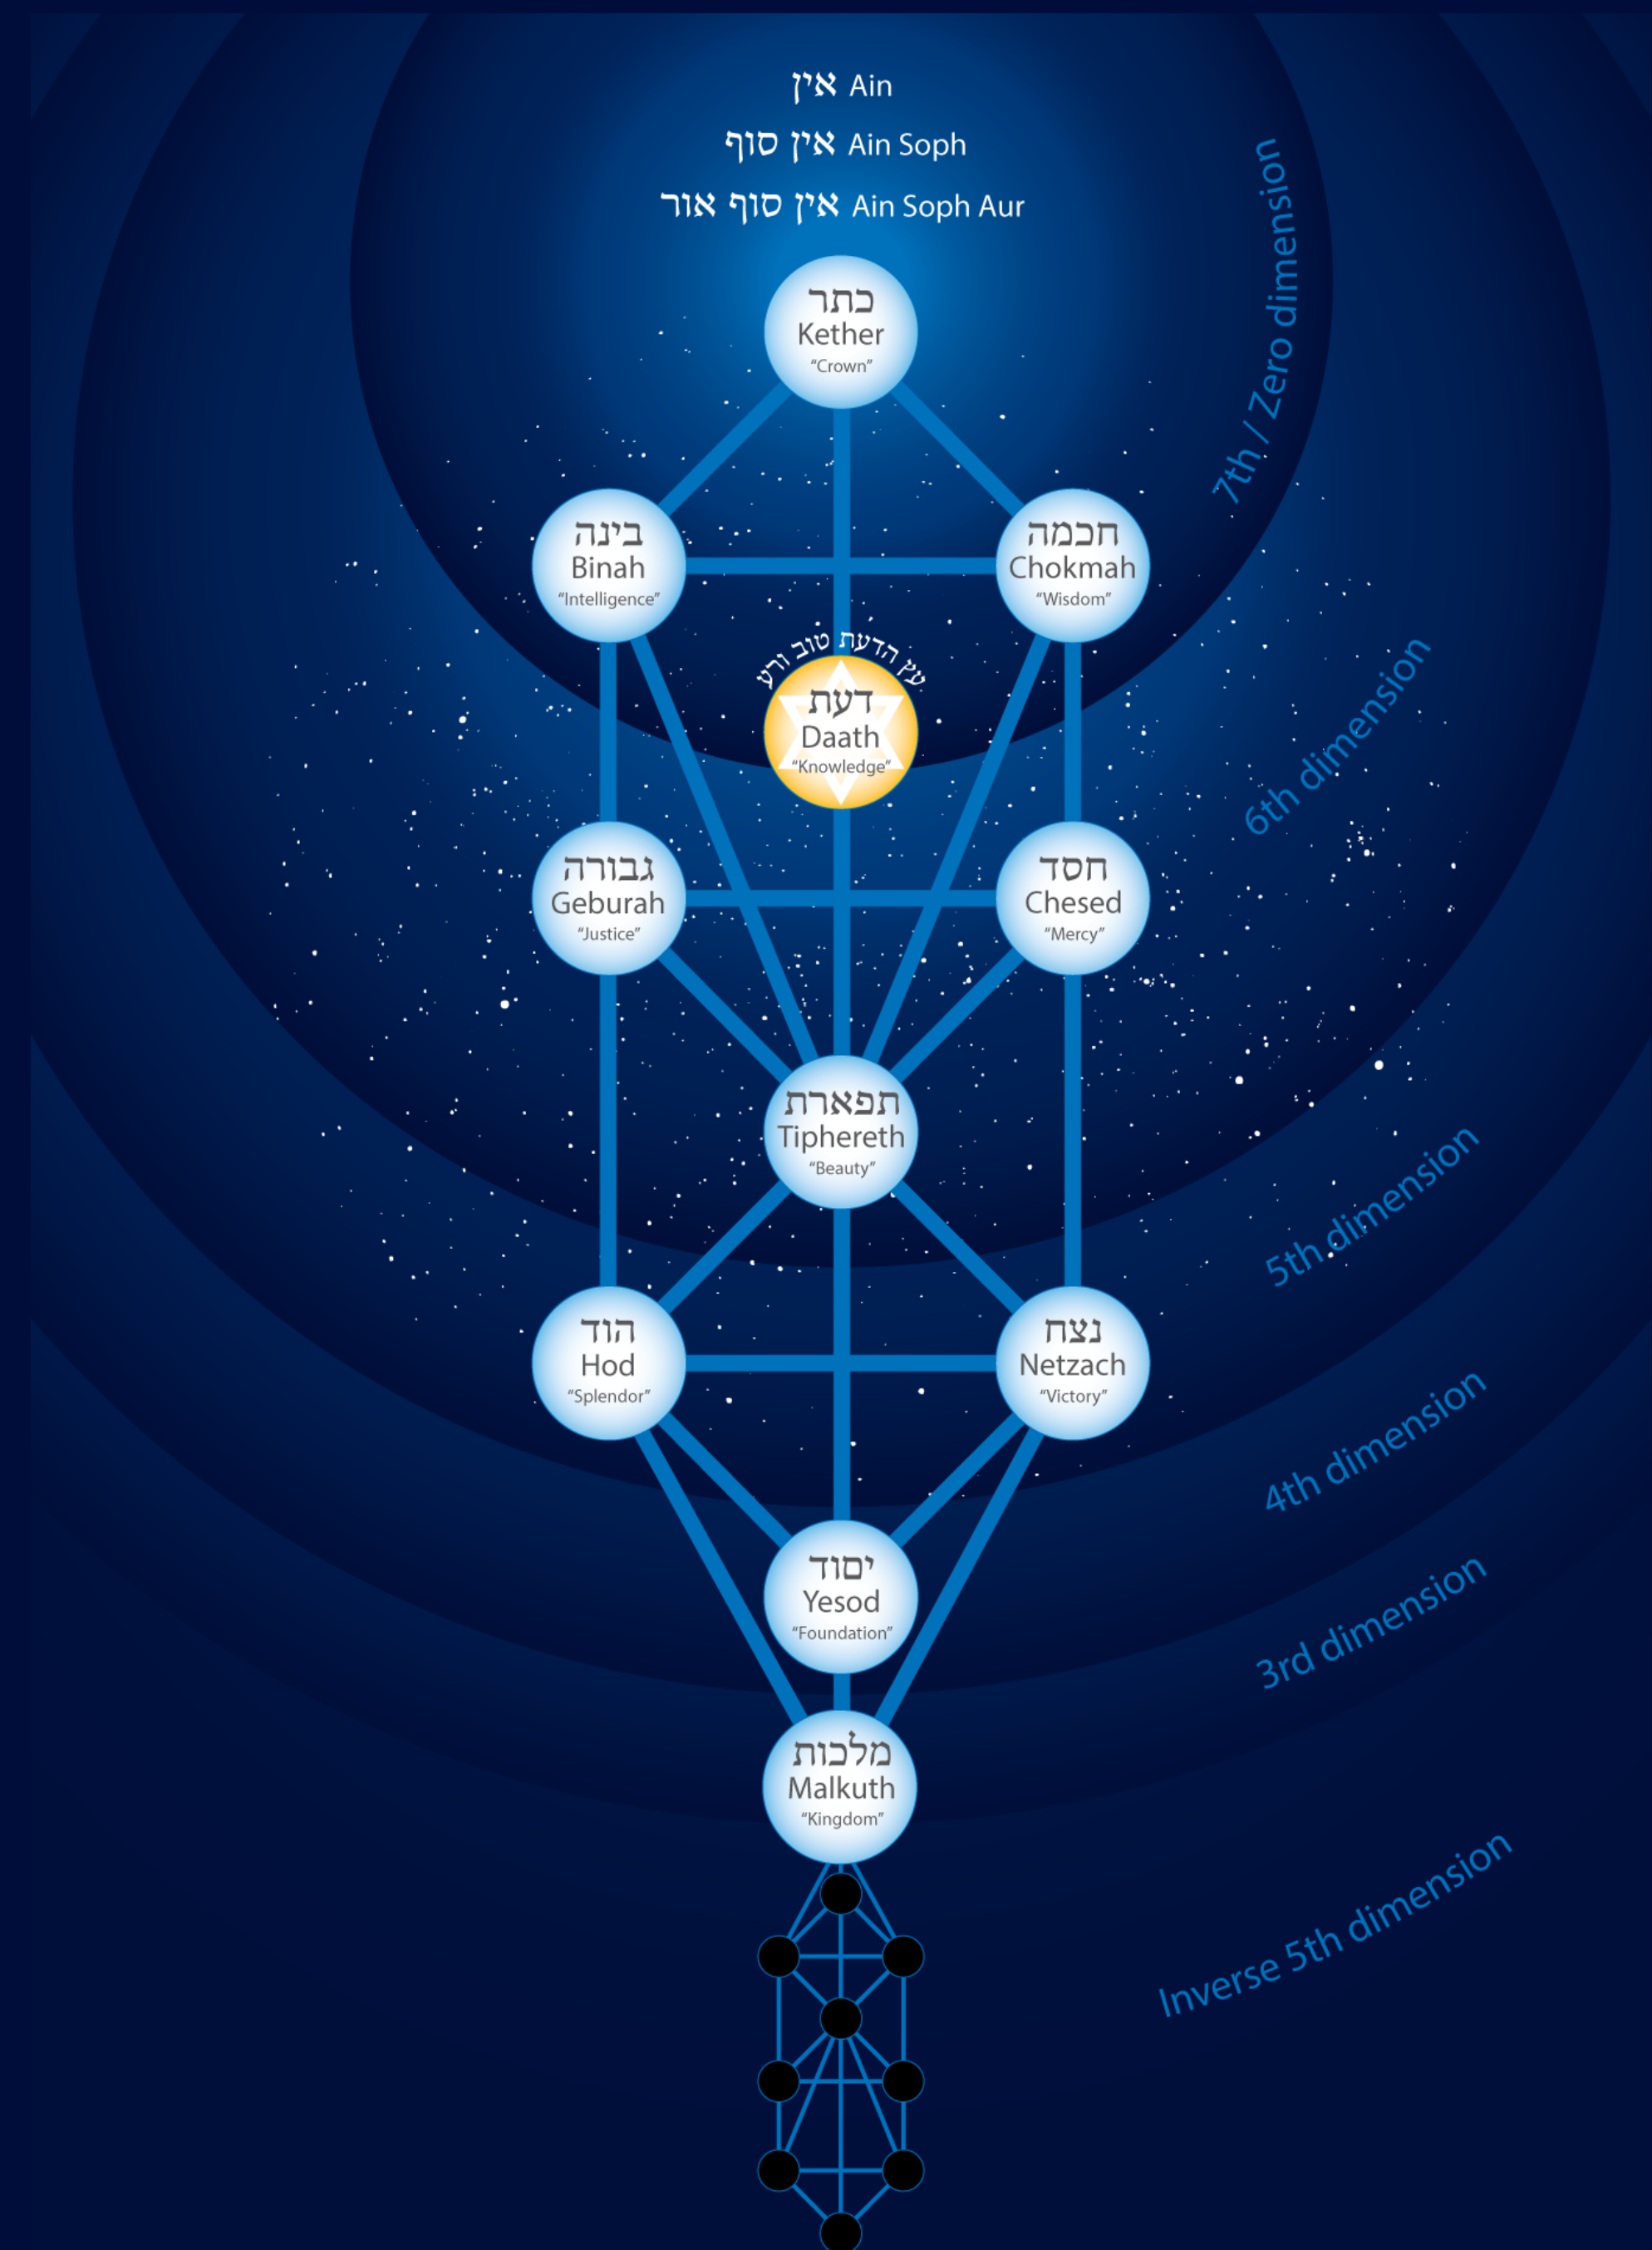 אין Ain
אין סוף Ain Soph
אין סוף אור Ain Soph Aur
7th / Zero dimension
כתר
Kether
“Crown”
בינה
Binah
“Intelligence”
חכמה
Chokmah
“Wisdom”
עץ הדעת טוב ורע
דעת
Daath
“Knowledge”
6th dimension
גבורה
Geburah
“Justice”
חסד
Chesed
“Mercy”
תפארת
Tiphereth
“Beauty”
5th dimension
הוד
Hod
“Splendor”
נצח
Netzach
“Victory”
4th dimension
יסוד
Yesod
“Foundation”
3rd dimension
מלכות
Malkuth
“Kingdom”
Inverse 5th dimension